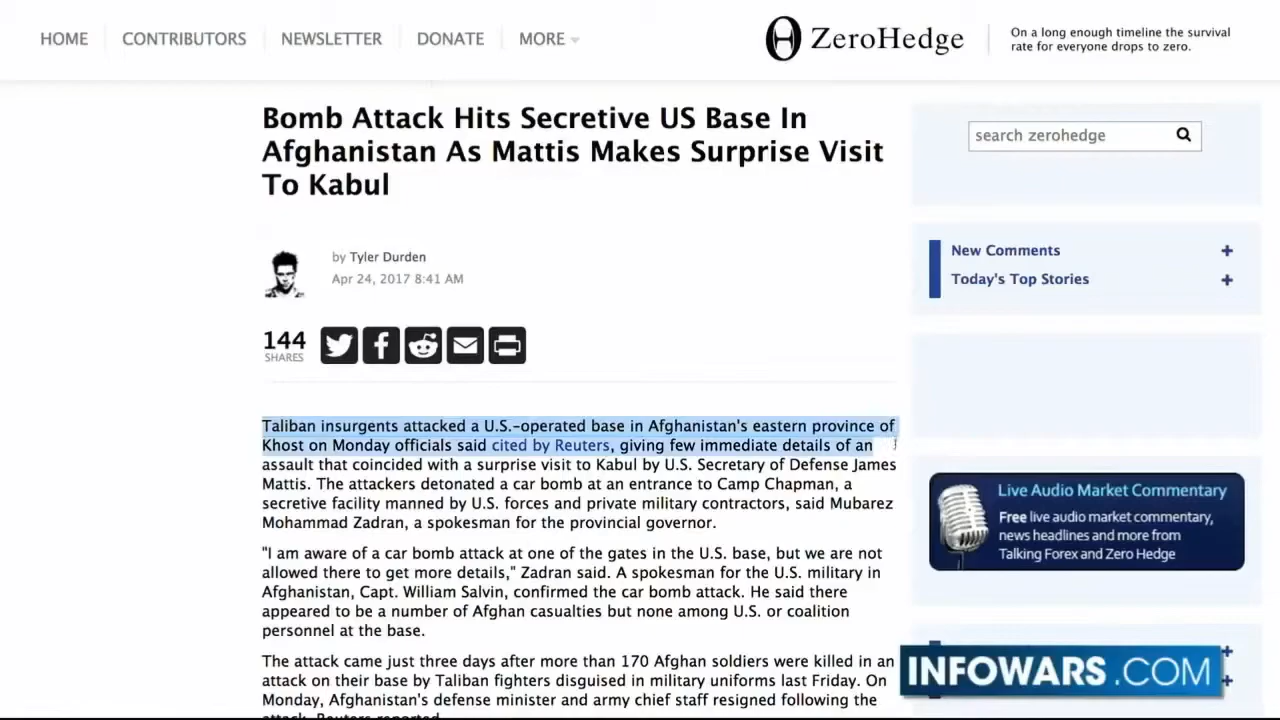 HOME
CONTRIBUTORS
NEWSLETTER
DONATE
MORE
ZeroHedge
On a long enough timeline the survival
rate for everyone drops to zero.
Bomb Attack Hits Secretive US Base In
Afghanistan As Mattis Makes Surprise Visit
To Kabul
by Tyler Durden
Apr 24, 2017 8:41 AM
144
SHARES
Taliban insurgents attacked a U.S.-operated base in Afghanistan's eastern province of
Khost on Monday officials said cited by Reuters, giving few immediate details of an
assault that coincided with a surprise visit to Kabul by U.S. Secretary of Defense James
Mattis. The attackers detonated a car bomb at an entrance to Camp Chapman, a
secretive facility manned by U.S. forces and private military contractors, said Mubarez
Mohammad Zadran, a spokesman for the provincial governor.
"I am aware of a car bomb attack at one of the gates in the U.S. base, but we are not
allowed there to get more details," Zadran said. A spokesman for the U.S. military in
Afghanistan, Capt. William Salvin, confirmed the car bomb attack. He said there
appeared to be a number of Afghan casualties but none among U.S. or coalition
personnel at the base.
The attack came just three days after more than 170 Afghan soldiers were killed in an
attack on their base by Taliban fighters disguised in military uniforms last Friday. On
Monday, Afghanistan's defense minister and army chief staff resigned following the
attack, Reuters reported.
search zerohedge
New Comments +
Today's Top Stories +
Live Audio Market Commentary
Free live audio market commentary,
news headlines and more from
Talking Forex and Zero Hedge
+
+
INFOWARS.COM